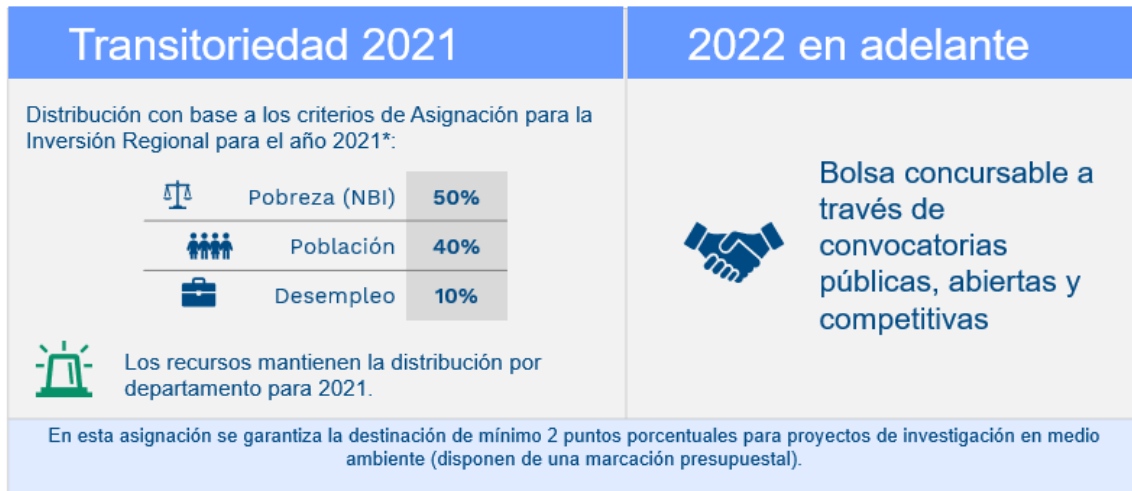 Transitoriedad 2021
2022 en adelante
Distribución con base a los criterios de Asignación para la
Inversión Regional para el año 2021*:
Pobreza (NBI) 50%
Población 40%
Desempleo 10%
Los recursos mantienen la distribución por
departamento para 2021.
Bolsa concursable a
través de
convocatorias
públicas, abiertas y
competitivas
En esta asignación se garantiza la destinación de mínimo 2 puntos porcentuales para proyectos de investigación en medio
ambiente (disponen de una marcación presupuestal).